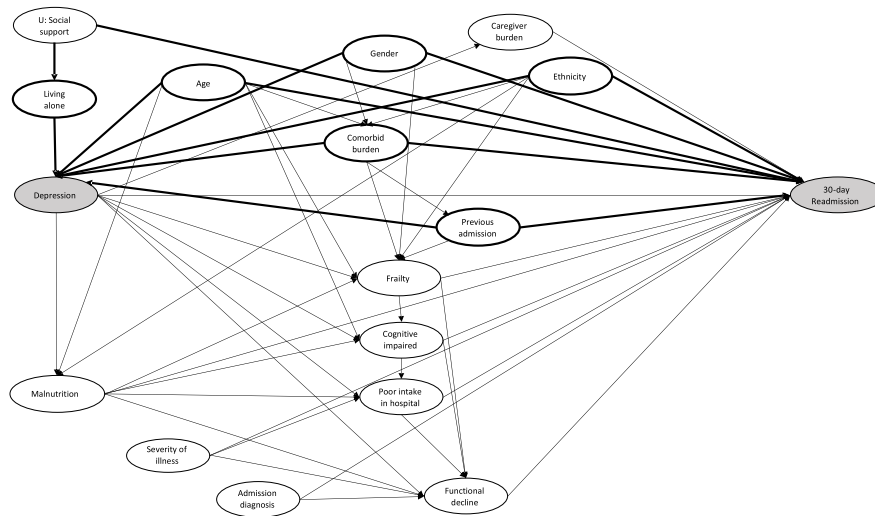 U: Social
support
Caregiver
burden
Gender
Ethnicity
Age
Living
alone
Comorbid
burden
Depression
30-day
Readmission
Previous
admission
Frailty
Cognitive
impaired
Malnutrition
Poor intake
in hospital
Severity of
illness
Admission
diagnosis
Functional
decline